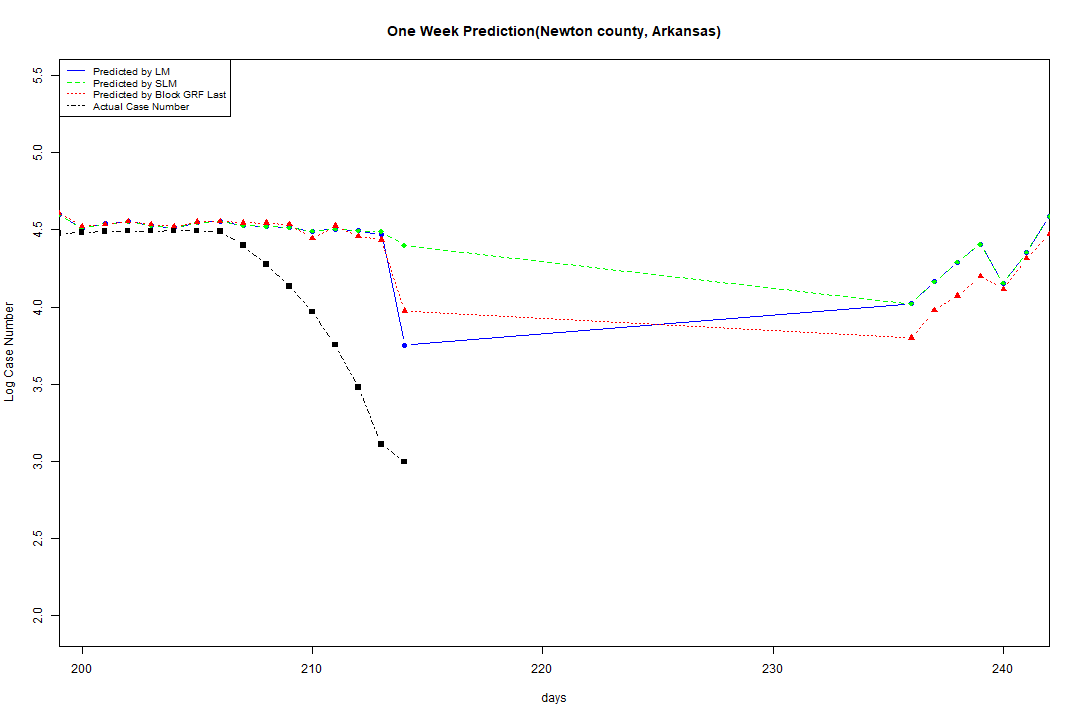 One Week Prediction(Newton county, Arkansas)
Predicted by LM
Predicted by SLM
Predicted by Block GRF Last
Actual Case Number
Log Case Number
5.5
5.0
4.5
4.0
3.5
3.0
2.5
2.0
200 210 220 230 240
days